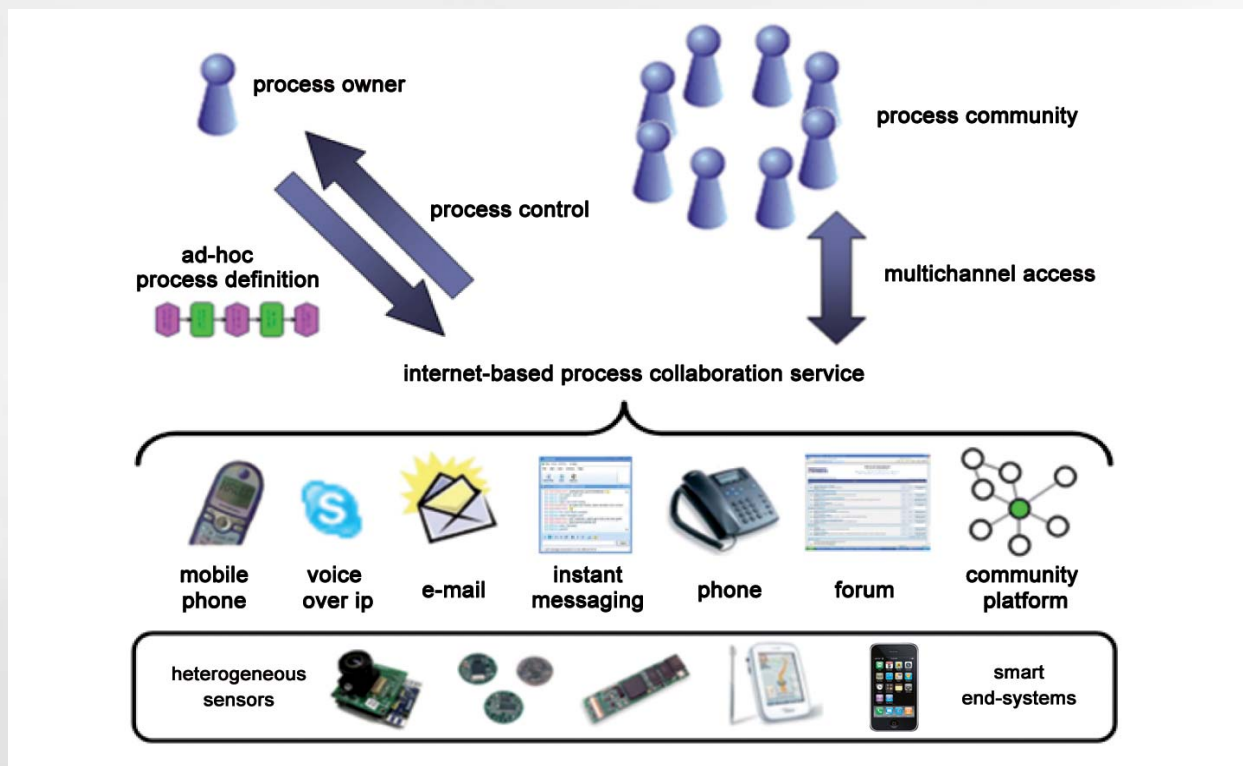 process owner
process community
process control
ad-hoc
process definition
multichannel access
internet-based process collaboration service
mobile
phone
voice
over ip
e-mail
instant
messaging
phone
forum
community
platform
heterogeneous
sensors
smart
end-systems